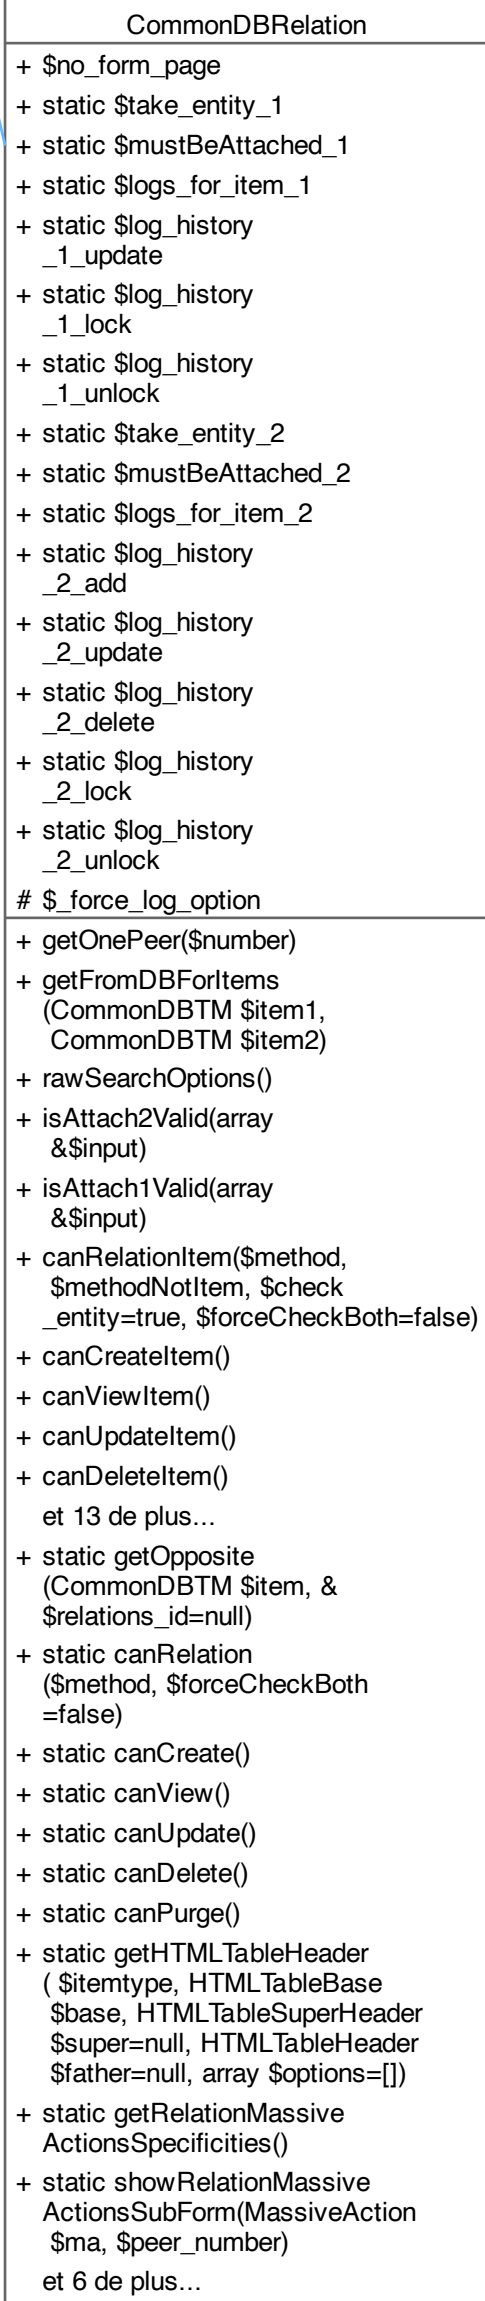 CommonDBRelation
+ $no_form_page
+ static $take_entity_1
+ static $mustBeAttached_1
+ static $logs_for_item_1
+ static $log_history
_1_update
+ static $log_history
_1_lock
+ static $log_history
_1_unlock
+ static $take_entity_2
+ static $mustBeAttached_2
+ static $logs_for_item_2
+ static $log_history
_2_add
+ static $log_history
_2_update
+ static $log_history
_2_delete
+ static $log_history
_2_lock
+ static $log_history
_2_unlock
# $_force_log_option
+ getOnePeer($number)
+ getFromDBForItems
(CommonDBTM $item1,
CommonDBTM $item2)
+ rawSearchOptions()
+ isAttach2Valid(array
&$input)
+ isAttach1Valid(array
&$input)
+ canRelationItem($method,
$methodNotItem, $check
_entity=true, $forceCheckBoth=false)
+ canCreateItem()
+ canViewItem()
+ canUpdateItem()
+ canDeleteItem()
et 13 de plus...
+ static getOpposite
(CommonDBTM $item, &
$relations_id=null)
+ static canRelation
($method, $forceCheckBoth
=false)
+ static canCreate()
+ static canView()
+ static canUpdate()
+ static canDelete()
+ static canPurge()
+ static getHTMLTableHeader
( $itemtype, HTMLTableBase
$base, HTMLTableSuperHeader
$super=null, HTMLTableHeader
$father=null, array $options=[])
+ static getRelationMassive
ActionsSpecificities()
+ static showRelationMassive
ActionsSubForm(MassiveAction
$ma, $peer_number)
et 6 de plus...